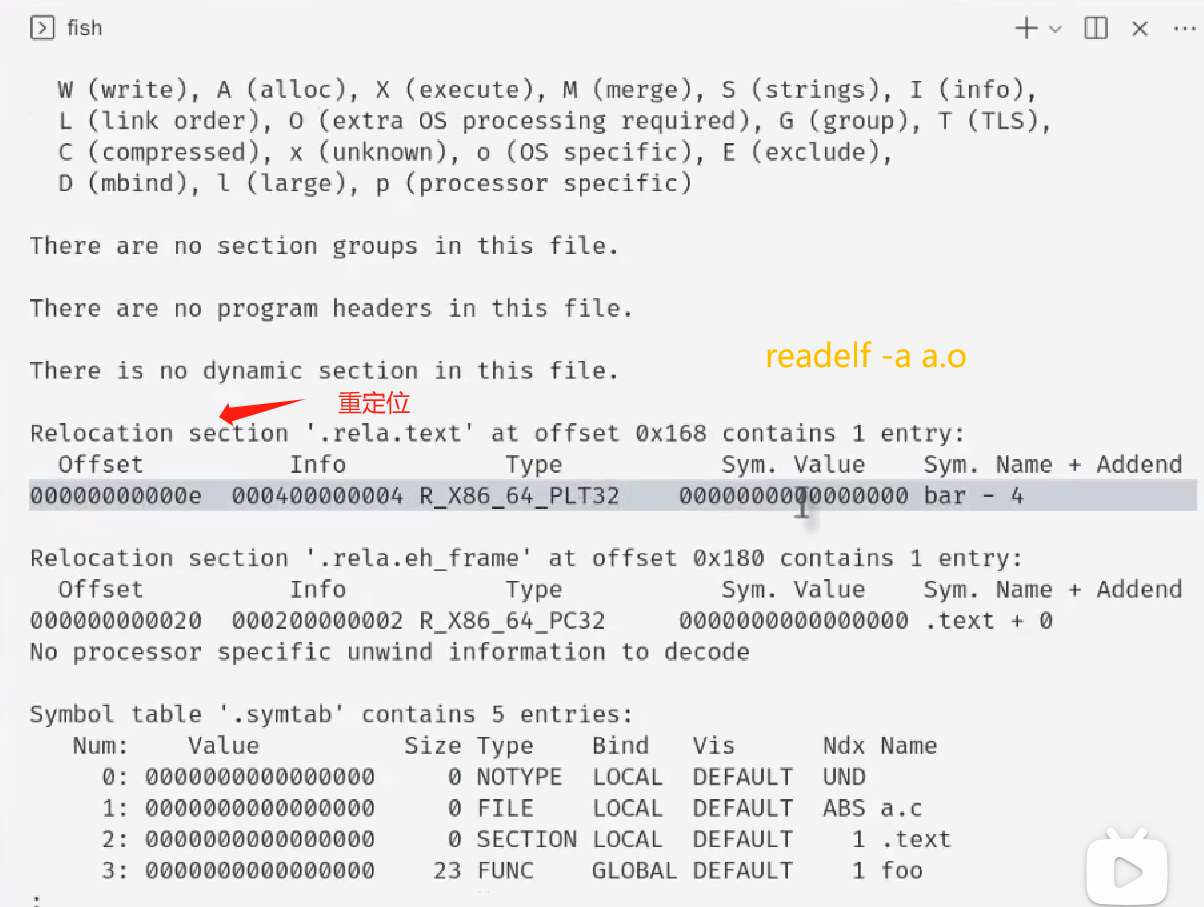 fish
W (write), A (alloc), X (execute), M (merge), S (strings), I (info),
L (link order), O (extra OS processing required), G (group), T (TLS),
C (compressed), x (unknown), o (OS specific), E (exclude),
D (mbind), l (large), p (processor specific)
There are no section groups in this file.
There are no program headers in this file.
readelf -a a.o
There is no dynamic section in this file.
重定位
Relocation section '.rela.text' at offset 0x168 contains 1 entry:
Offset Info Type Sym. Value Sym. Name + Addend
00000000000e 000400000004 R_X86_64_PLT32 0000000000000000 bar - 4
Relocation section '.rela.eh_frame' at offset 0x180 contains 1 entry:
Offset Info Type Sym. Value Sym. Name + Addend
000000000020 000200000002 R_X86_64_PC32 0000000000000000 .text + 0
No processor specific unwind information to decode
Symbol table '.symtab' contains 5 entries:
Num: Value Size Type Bind Vis Ndx Name
0: 0000000000000000 0 NOTYPE LOCAL DEFAULT UND
1: 0000000000000000 0 FILE LOCAL DEFAULT ABS a.c
2: 0000000000000000 0 SECTION LOCAL DEFAULT 1 .text
3: 0000000000000000 23 FUNC GLOBAL DEFAULT 1 foo
: